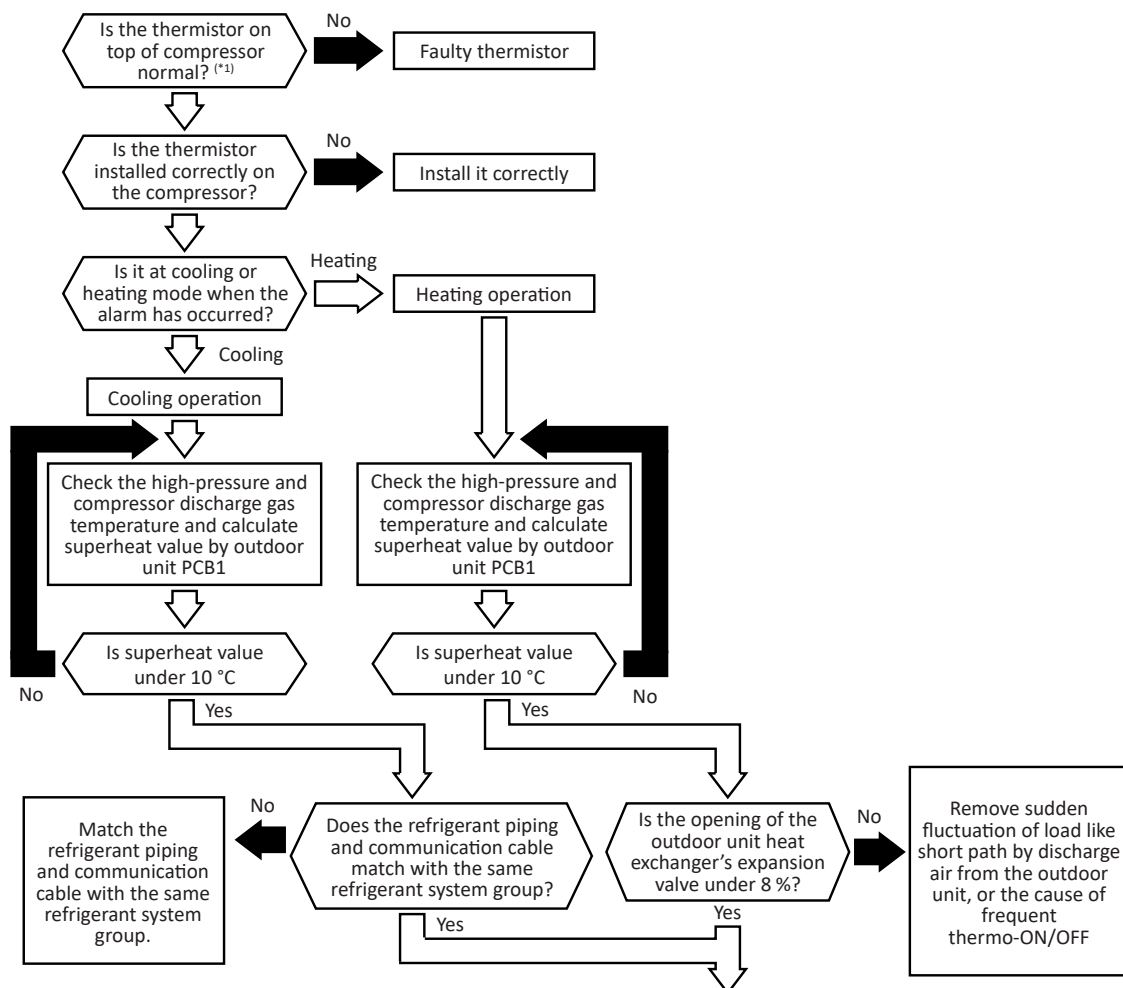 Is the thermistor on
top of compressor
normal? (*1)
No
Faulty thermistor
Is the thermistor
installed correctly on
the compressor?
No
Install it correctly
Is it at cooling or
heating mode when the
alarm has occurred?
Heating
Heating operation
Cooling
Cooling operation
Check the high-pressure and
compressor discharge gas
temperature and calculate
superheat value by outdoor
unit PCB1
Check the high-pressure and
compressor discharge gas
temperature and calculate
superheat value by outdoor
unit PCB1
Is superheat value
under 10 °C
No
Yes
Is superheat value
under 10 °C
No
Yes
Match the
refrigerant piping
and communication
cable with the same
refrigerant system
group.
No
Does the refrigerant piping
and communication cable
match with the same
refrigerant system group?
Yes
Is the opening of the
outdoor unit heat
exchanger's expansion
valve under 8 %?
Yes
No
Remove sudden
fluctuation of load like
short path by discharge
air from the outdoor
unit, or the cause of
frequent
thermo-ON/OFF